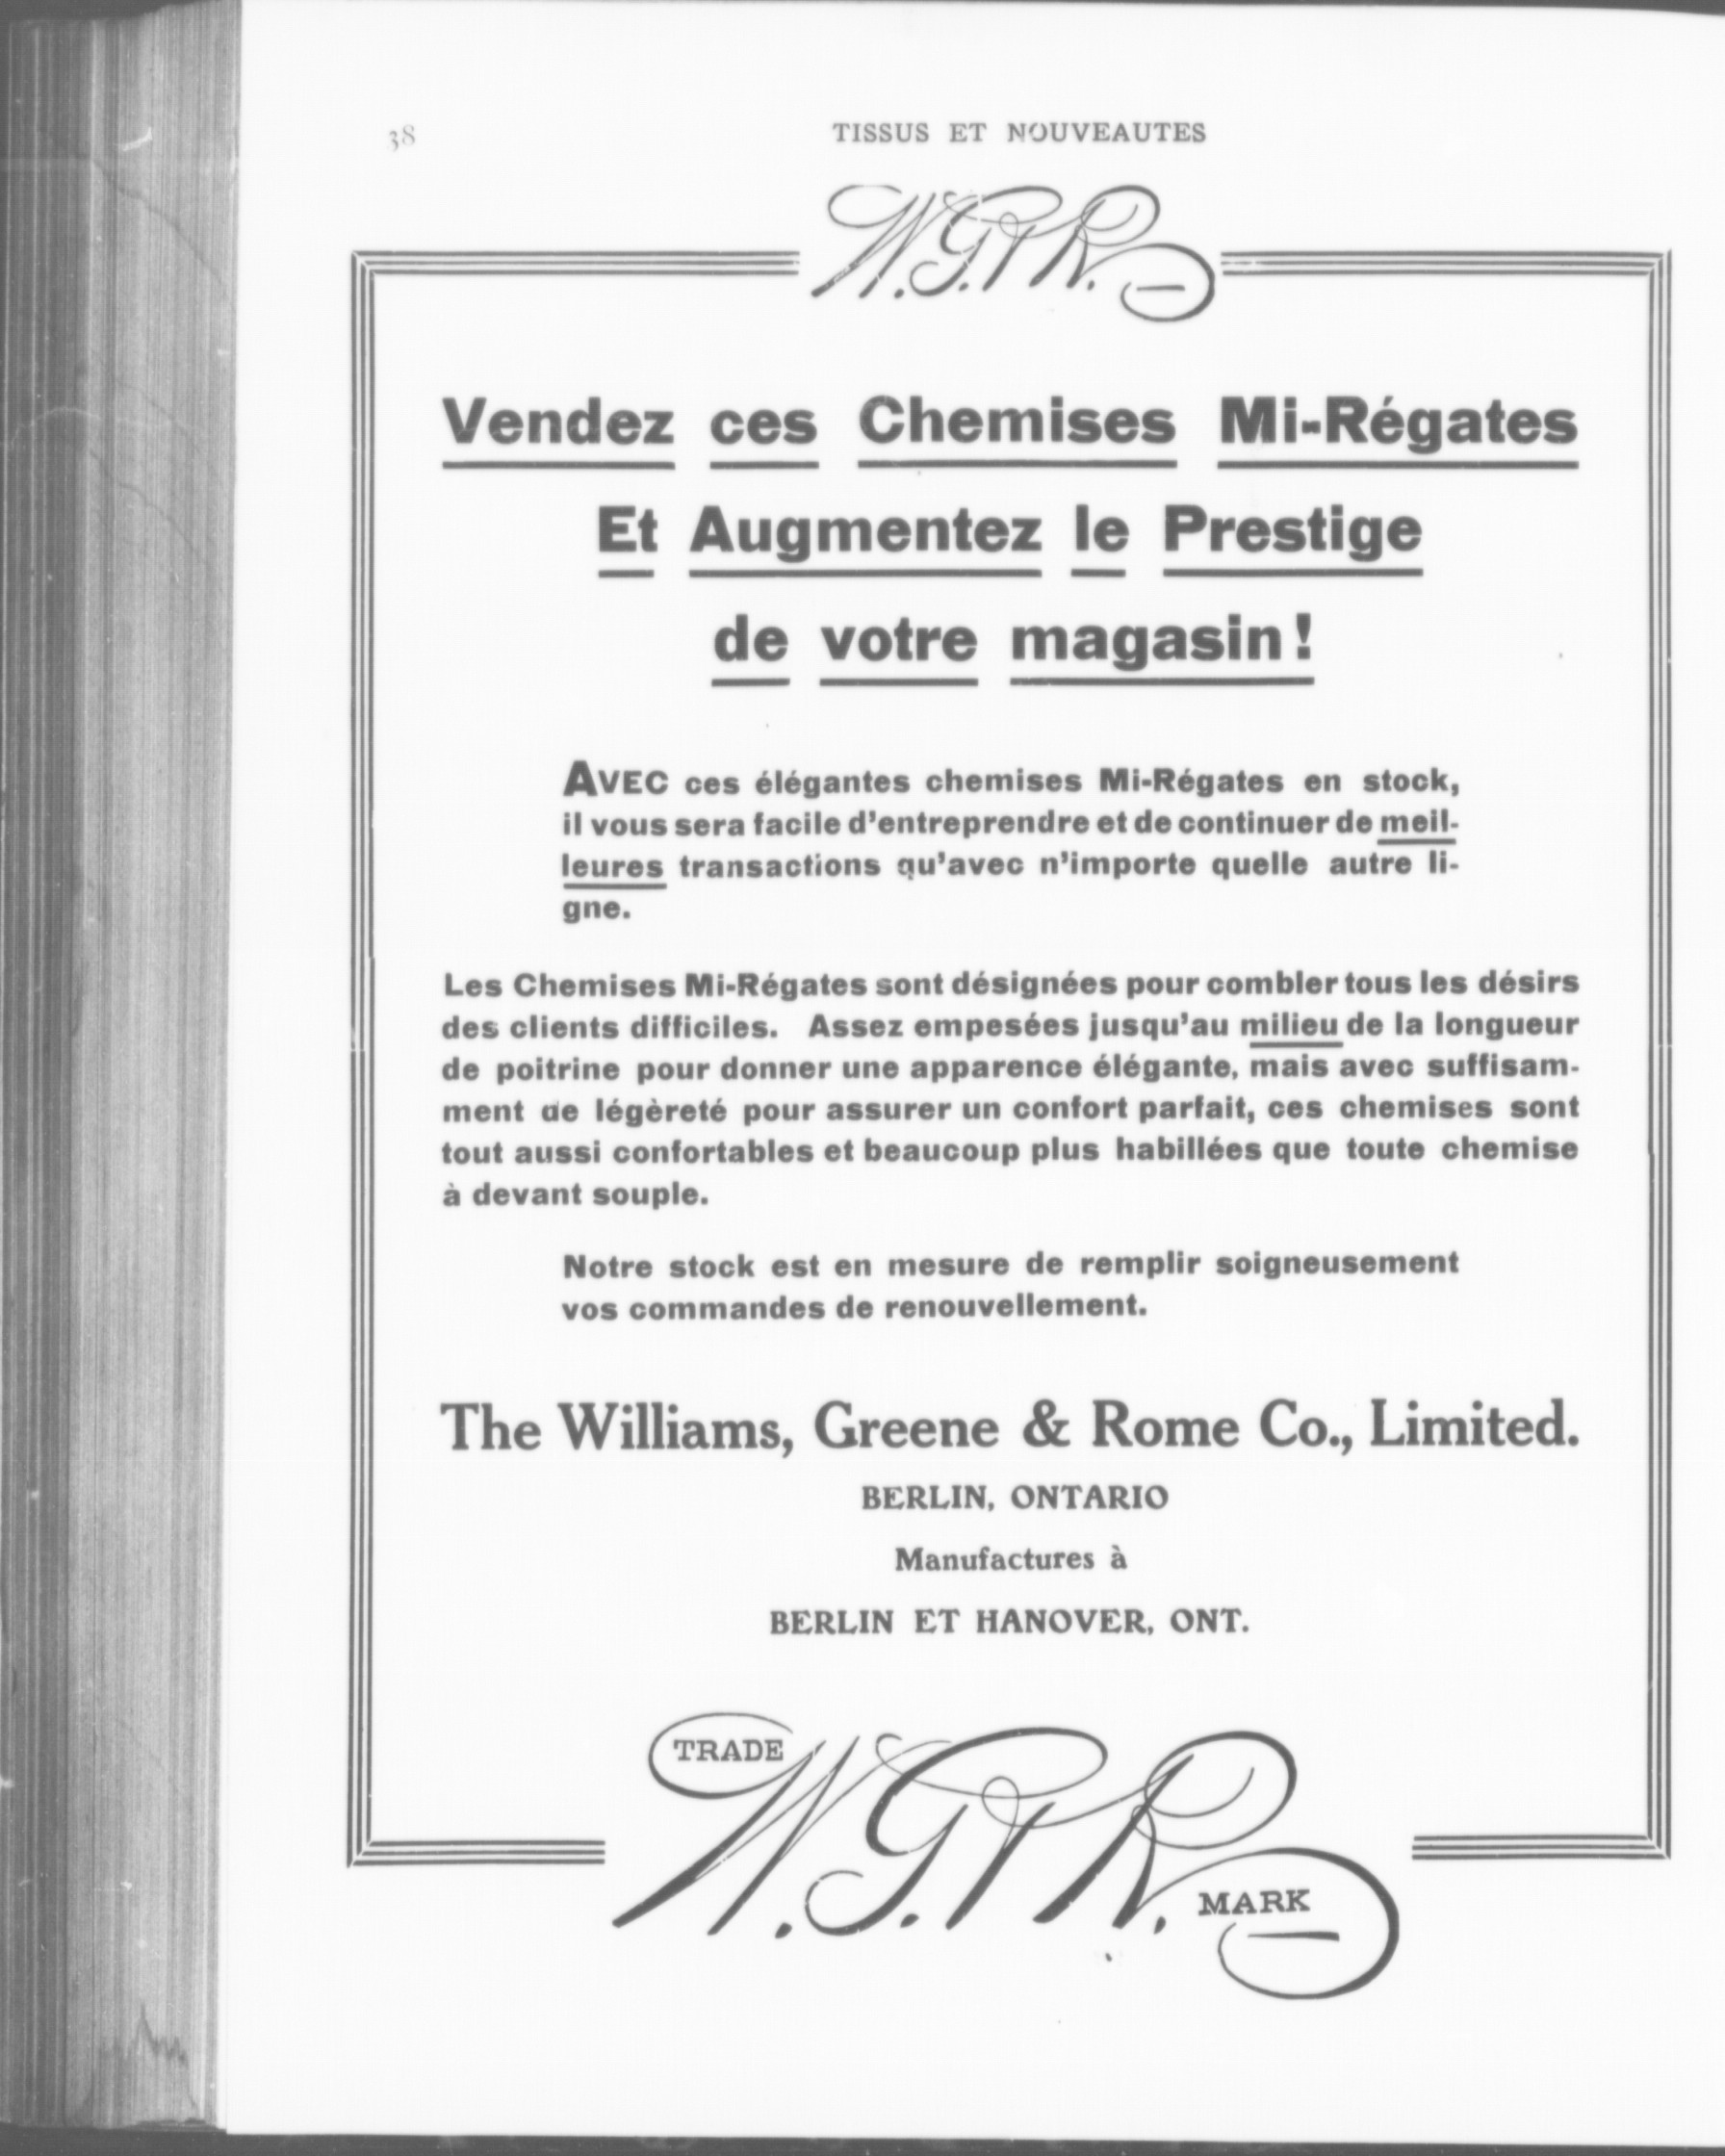 38
TISSUS ET NOUVEAUTES
W. G. & R.
Vendez ces Chemises Mi-Régates
Et Augmentez le Prestige
de votre magasin!
AVEC ces élégantes chemises Mi-Régates en stock,
il vous sera facile d'entreprendre et de continuer de meil-
leures transactions qu'avec n'importe quelle autre li-
gne.
Les Chemises Mi-Régates sont désignées pour combler tous les désirs
des clients difficiles. Assez empesées jusqu'au milieu de la longueur
de poitrine pour donner une apparence élégante, mais avec suffisam-
ment de légèreté pour assurer un confort parfait, ces chemises sont
tout aussi confortables et beaucoup plus habillées que toute chemise
à devant souple.
Notre stock est en mesure de remplir soigneusement
vos commandes de renouvellement.
The Williams, Greene & Rome Co., Limited.
BERLIN, ONTARIO
Manufactures à
BERLIN ET HANOVER, ONT.
TRADE
W. G. & R.
MARK